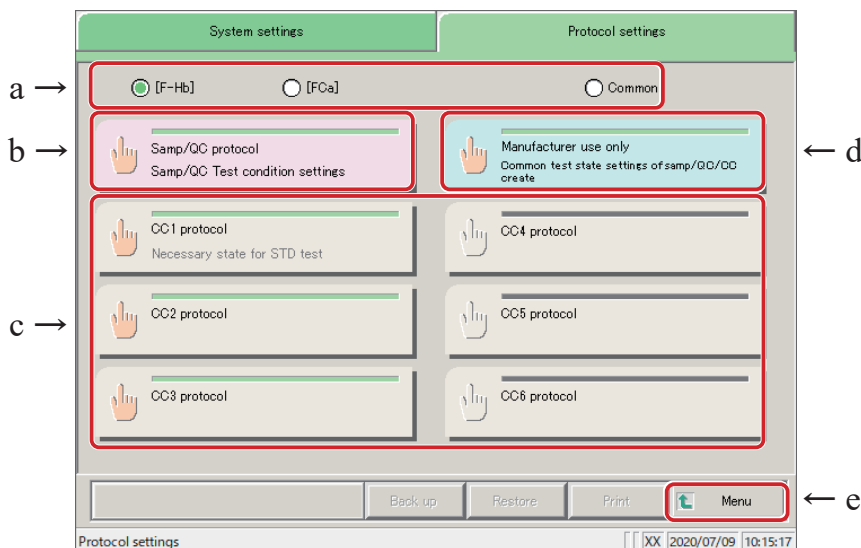 System settings
Protocol settings
a →
[F-Hb]
[FCa]
Common
b →
Samp/QC protocol
Samp/QC Test condition settings
Manufacturer use only
Common test state settings of samp/QC/CC
create
← d
c →
CC1 protocol
Necessary state for STD test
CC4 protocol
CC2 protocol
CC5 protocol
CC3 protocol
CC6 protocol
Back up
Restore
Print
Menu
← e
Protocol settings
XX
2020/07/09
10:15:17